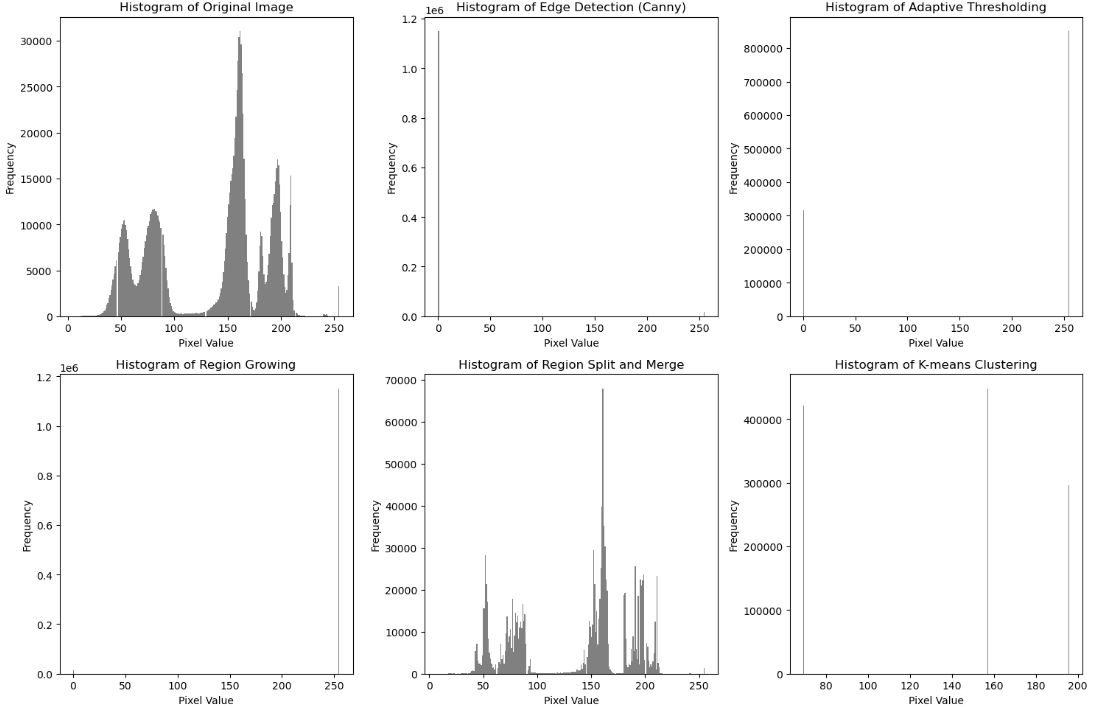 Histogram of Original Image
Frequency
30000
25000
20000
15000
10000
5000
0
0 50 100 150 200 250
Pixel Value
Histogram of Edge Detection (Canny)
1e6
Frequency
1.2
1.0
0.8
0.6
0.4
0.2
0.0
0 50 100 150 200 250
Pixel Value
Histogram of Adaptive Thresholding
Frequency
800000
700000
600000
500000
400000
300000
200000
100000
0
0 50 100 150 200 250
Pixel Value
Histogram of Region Growing
1e6
Frequency
1.2
1.0
0.8
0.6
0.4
0.2
0.0
0 50 100 150 200 250
Pixel Value
Histogram of Region Split and Merge
Frequency
70000
60000
50000
40000
30000
20000
10000
0
0 50 100 150 200 250
Pixel Value
Histogram of K-means Clustering
Frequency
400000
300000
200000
100000
0
80 100 120 140 160 180 200
Pixel Value